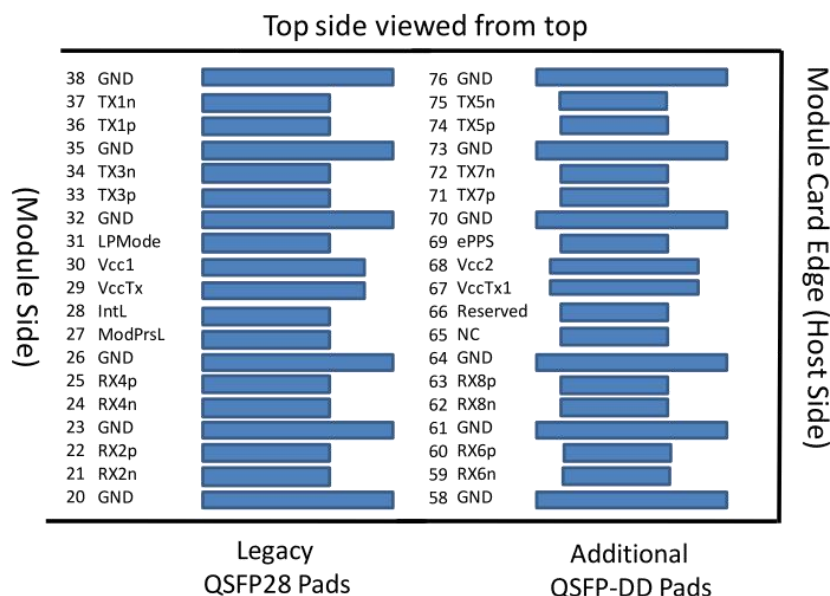 Top side viewed from top
38 GND 76 GND
37 TX1n 75 TX5n
36 TX1p 74 TX5p
35 GND 73 GND
34 TX3n 72 TX7n
33 TX3p 71 TX7p
32 GND 70 GND
31 LPMode 69 ePPS
30 Vcc1 68 Vcc2
29 VccTx 67 VccTx1
28 IntL 66 Reserved
27 ModPrsL 65 NC
26 GND 64 GND
25 RX4p 63 RX8p
24 RX4n 62 RX8n
23 GND 61 GND
22 RX2p 60 RX6p
21 RX2n 59 RX6n
20 GND 58 GND
(Module Side)
Module Card Edge (Host Side)
Legacy
QSFP28 Pads
Additional
QSFP-DD Pads